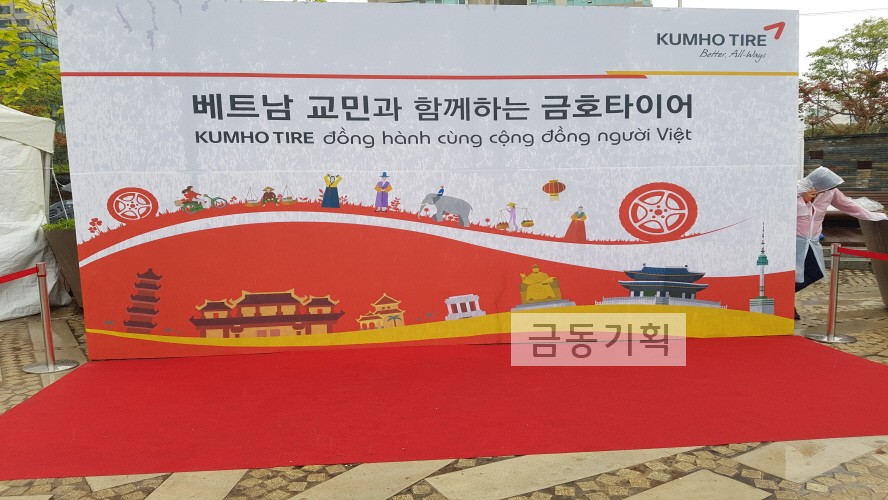 KUMHO TIRE
Better, All-Ways
베트남 교민과 함께하는 금호타이어
KUMHO TIRE đồng hành cùng cộng đồng người Việt
금동기획